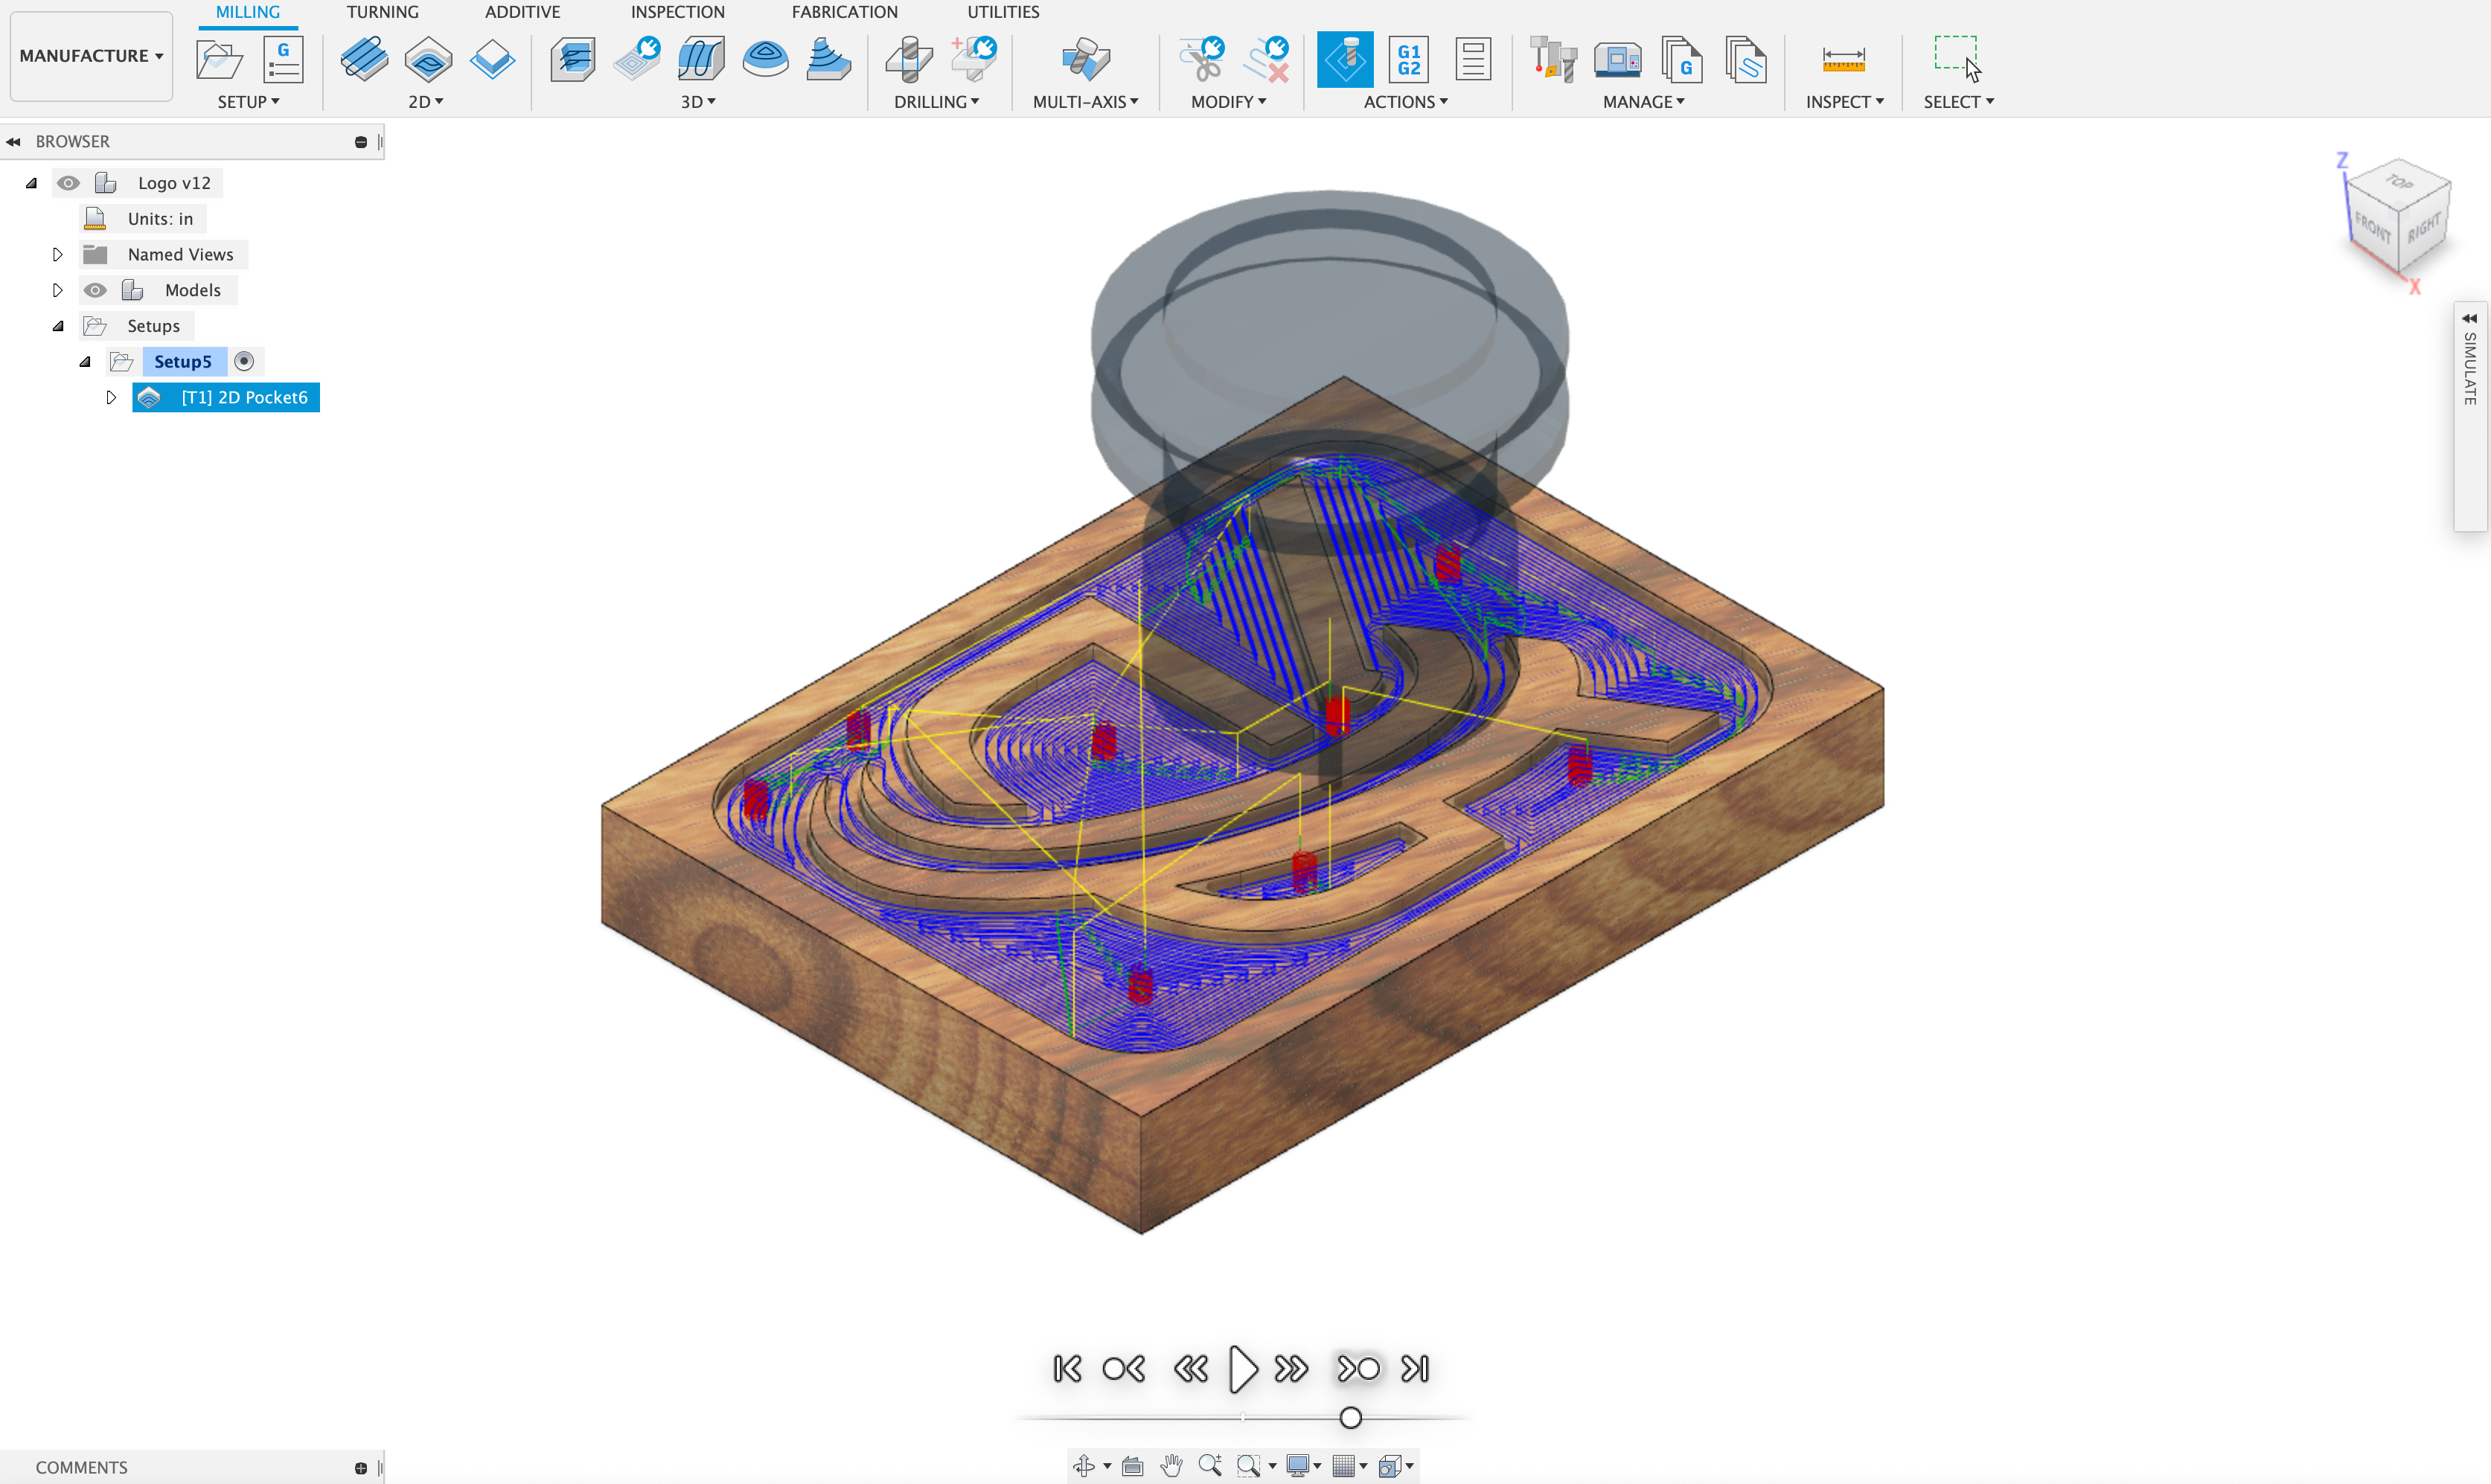 MILLING TURNING ADDITIVE INSPECTION FABRICATION UTILITIES
MANUFACTURE
G
G1
G2
G
SETUP 2D 3D DRILLING MULTI-AXIS MODIFY ACTIONS MANAGE INSPECT SELECT
BROWSER
Logo v12
Units: in
Named Views
Models
Setups
Setup5
[T1] 2D Pocket6
Z
TOP
FRONT
RIGHT
X
SIMULATE
COMMENTS